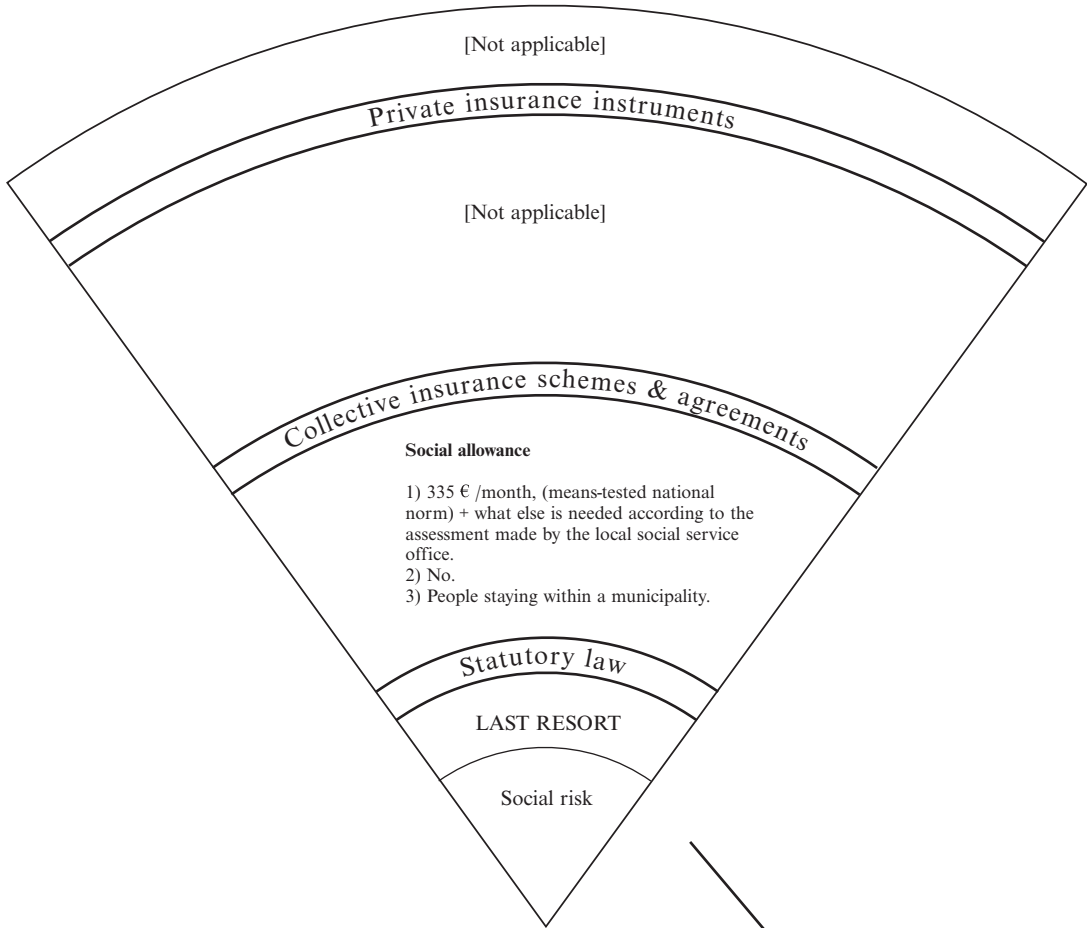 [Not applicable]
Private insurance instruments
[Not applicable]
Collective insurance schemes & agreements
Social allowance
1) 335 € /month, (means-tested national
norm) + what else is needed according to the
assessment made by the local social service
office.
2) No.
3) People staying within a municipality.
Statutory law
LAST RESORT
Social risk